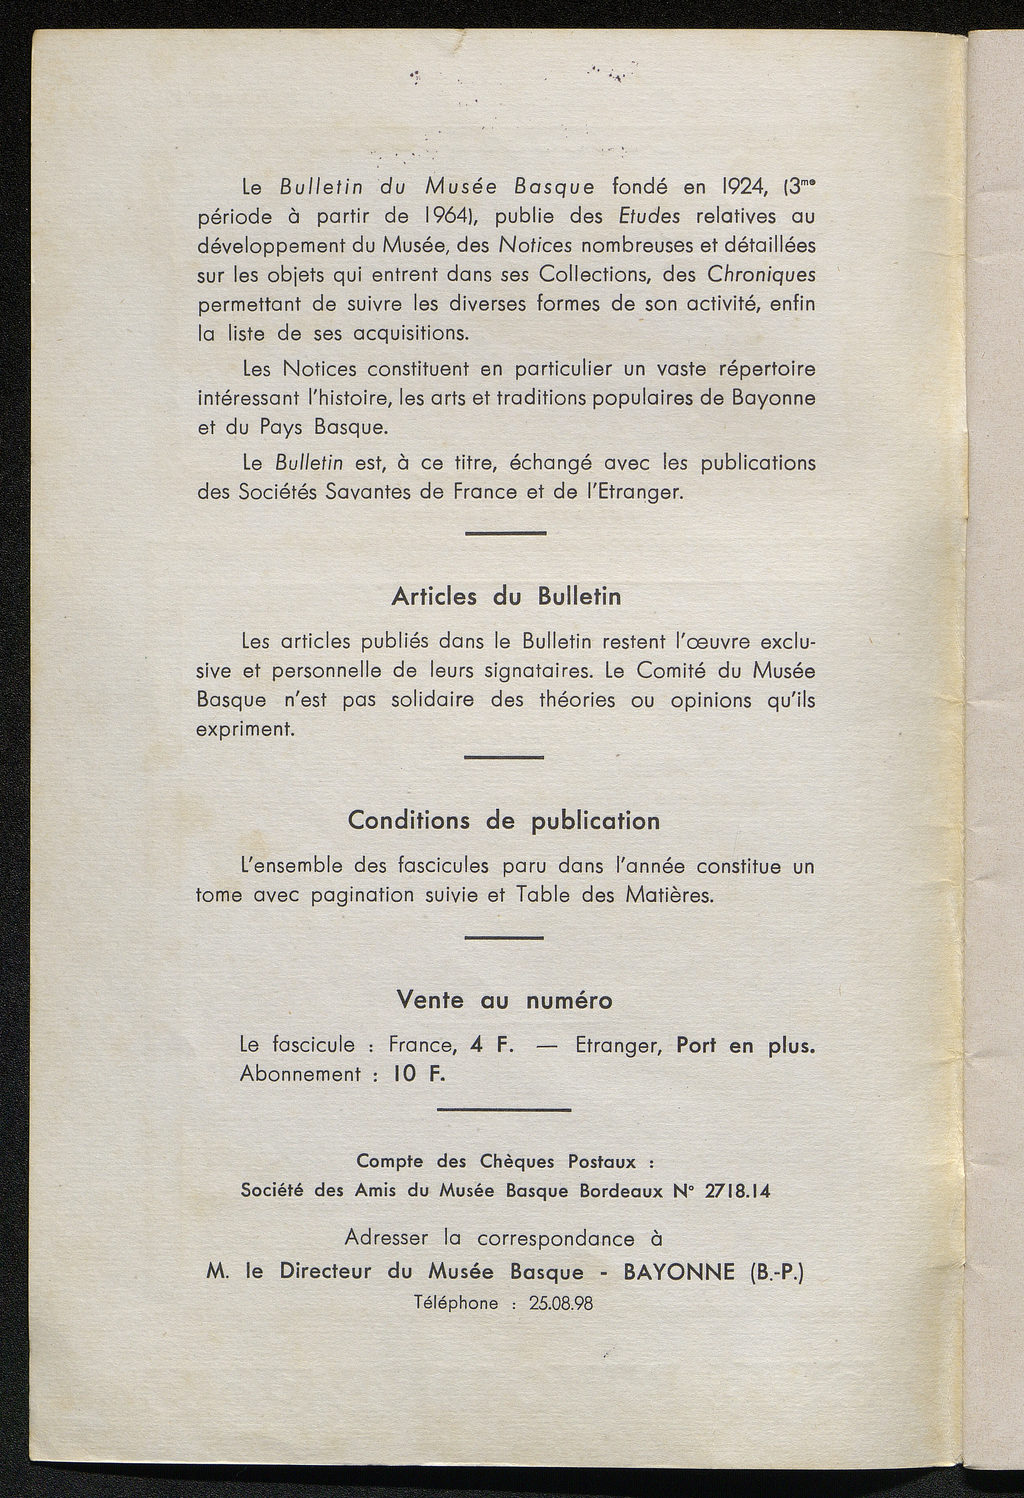 Le Bulletin du Musée Basque fondé en 1924, (3me
période à partir de 1964), publie des Etudes relatives au
développement du Musée, des Notices nombreuses et détaillées
sur les objets qui entrent dans ses Collections, des Chroniques
permettant de suivre les diverses formes de son activité, enfin
la liste de ses acquisitions.
Les Notices constituent en particulier un vaste répertoire
intéressant l'histoire, les arts et traditions populaires de Bayonne
et du Pays Basque.
Le Bulletin est, à ce titre, échangé avec les publications
des Sociétés Savantes de France et de l'Etranger.
Articles du Bulletin
Les articles publiés dans le Bulletin restent l'œuvre exclu-
sive et personnelle de leurs signataires. Le Comité du Musée
Basque n'est pas solidaire des théories ou opinions qu'ils
expriment.
Conditions de publication
L'ensemble des fascicules paru dans l'année constitue un
tome avec pagination suivie et Table des Matières.
Vente au numéro
Le fascicule : France, 4 F. — Etranger, Port en plus.
Abonnement : 10 F.
Compte des Chèques Postaux :
Société des Amis du Musée Basque Bordeaux N° 2718.14
Adresser la correspondance à
M. le Directeur du Musée Basque - BAYONNE (B.-P.)
Téléphone : 25.08.98